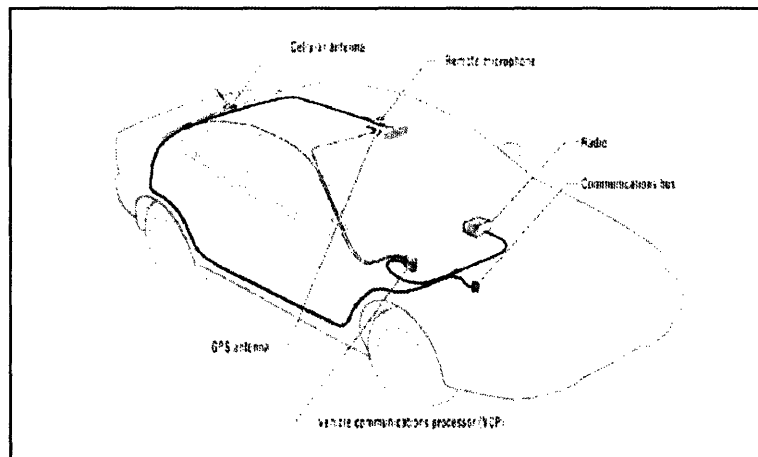 Cellular antenna
Remote microphone
Radio
Communications bus
GPS antenna
Vehicle communications processor (VCP)